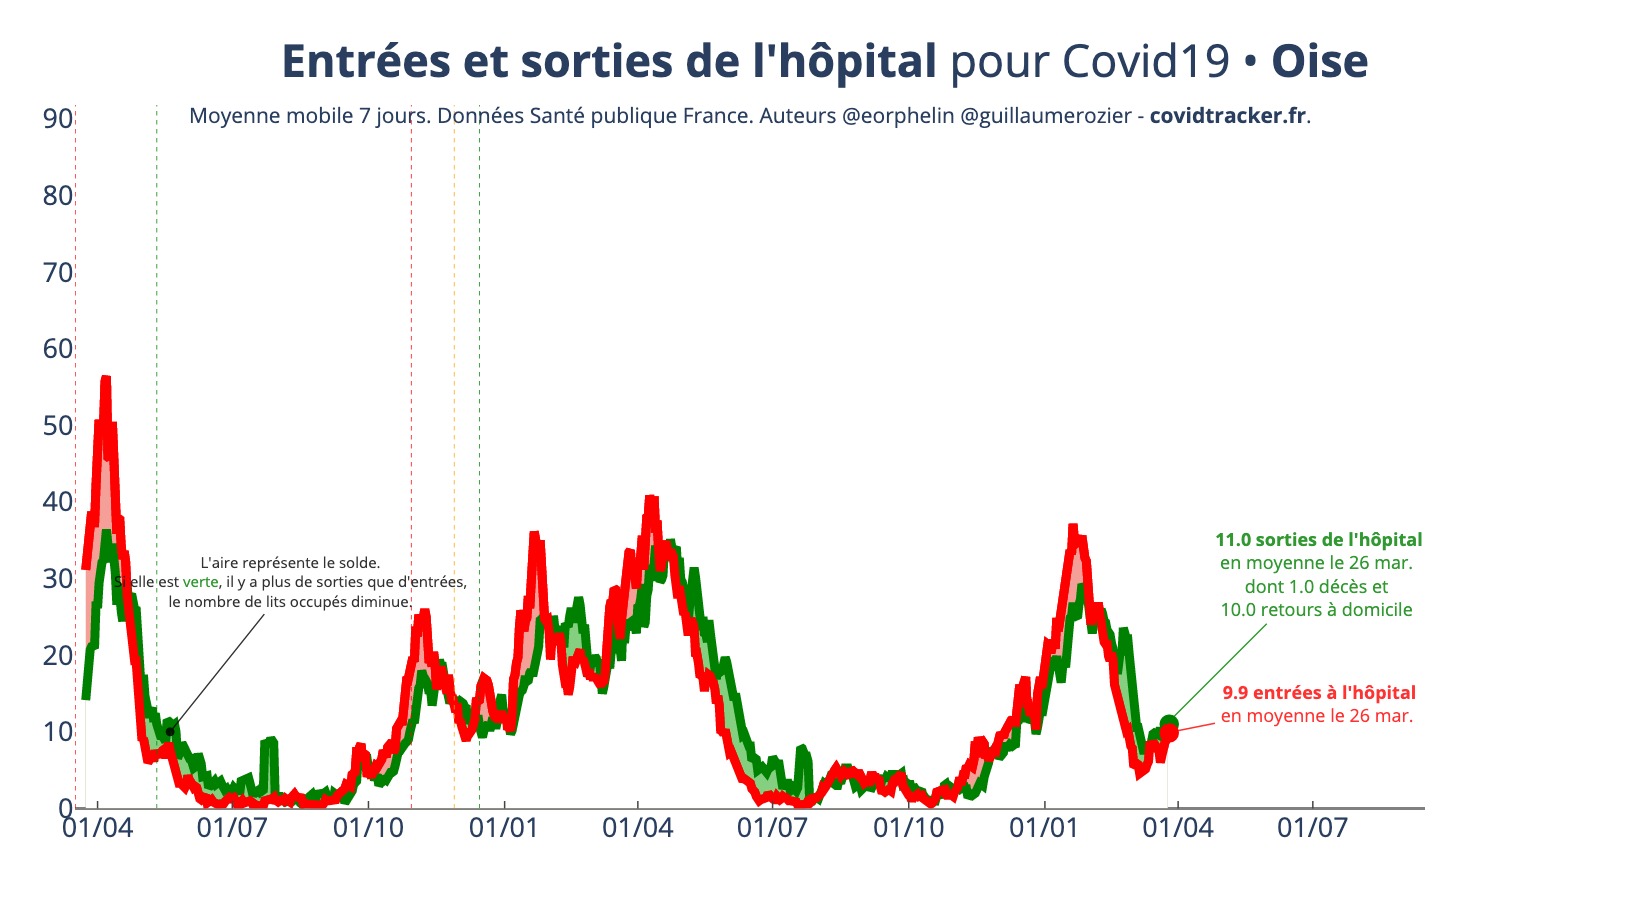 Entrées et sorties de l'hôpital pour Covid19 • Oise
Moyenne mobile 7 jours. Données Santé publique France. Auteurs @eorphelin @guillaumerozier - covidtracker.fr.
90
80
70
60
50
40
30
20
10
0
L'aire représente le solde.
Si elle est verte, il y a plus de sorties que d'entrées,
le nombre de lits occupés diminue.
11.0 sorties de l'hôpital
en moyenne le 26 mar.
dont 1.0 décès et
10.0 retours à domicile
9.9 entrées à l'hôpital
en moyenne le 26 mar.
01/04 01/07 01/10 01/01 01/04 01/07 01/10 01/01 01/04 01/07